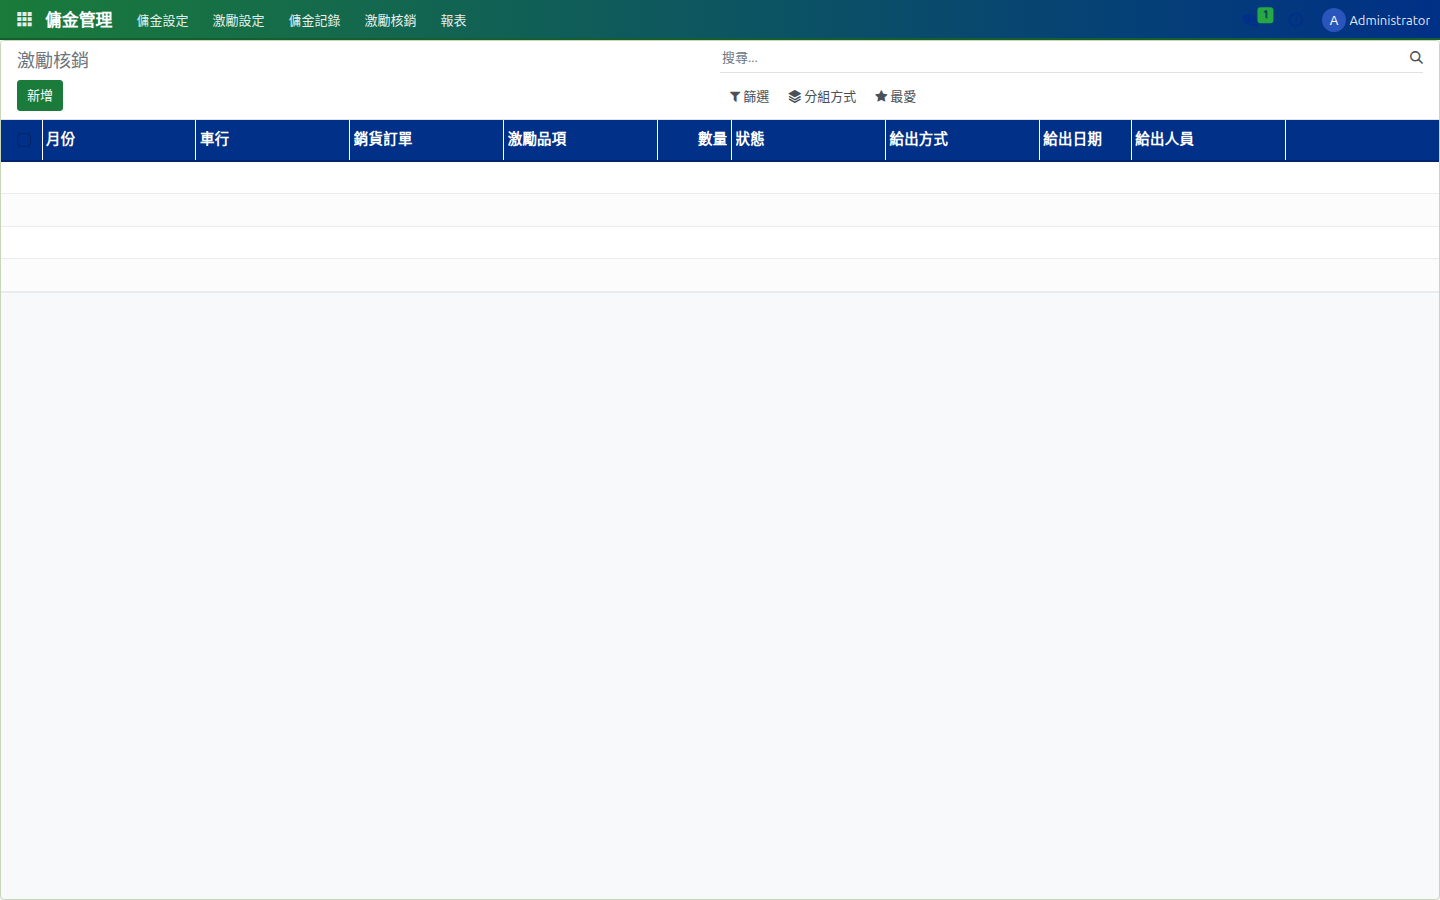 傭金管理 傭金設定 激勵設定 傭金記錄 激勵核銷 報表 1 A Administrator
激勵核銷 搜尋...
新增 篩選 分組方式 最愛
月份 車行 銷貨訂單 激勵品項 數量 狀態 給出方式 給出日期 給出人員